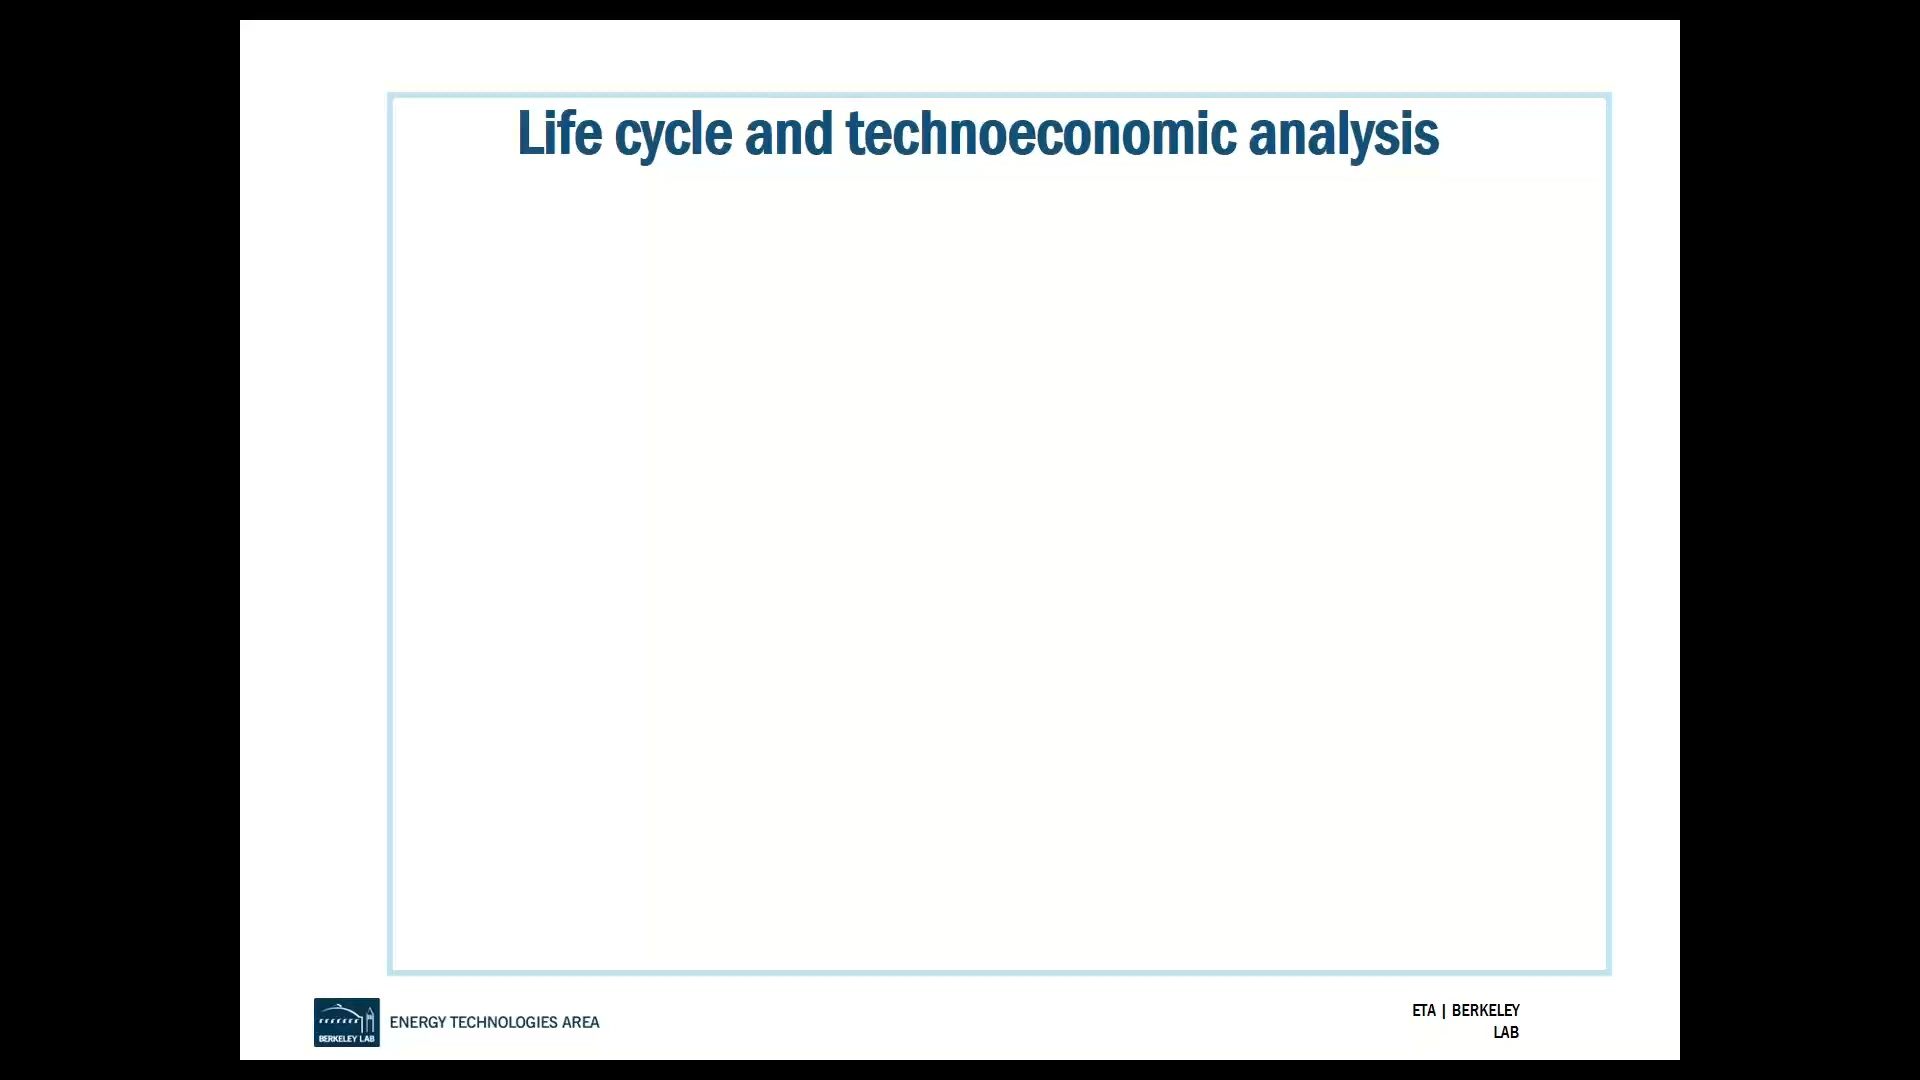 Life cycle and technoeconomic analysis
BERKELEY LAB
ENERGY TECHNOLOGIES AREA
ETA | BERKELEY
LAB